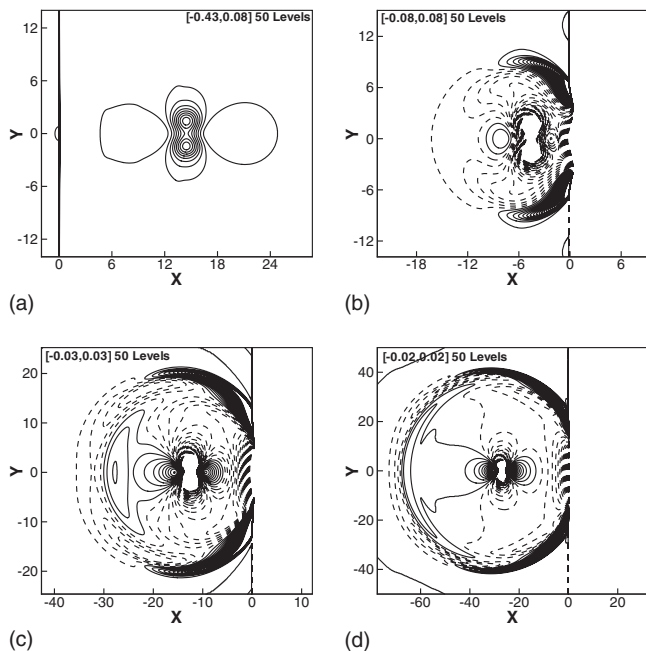 [-0.43,0.08] 50 Levels
12
6
0
-6
-12
Y
0 6 12 18 24
X
(a)
[-0.08,0.08] 50 Levels
12
6
0
-6
-12
Y
-18 -12 -6 0 6
X
(b)
[-0.03,0.03] 50 Levels
20
10
0
-10
-20
Y
-40 -30 -20 -10 0 10
X
(c)
[-0.02,0.02] 50 Levels
40
20
0
-20
-40
Y
-60 -40 -20 0 20
X
(d)